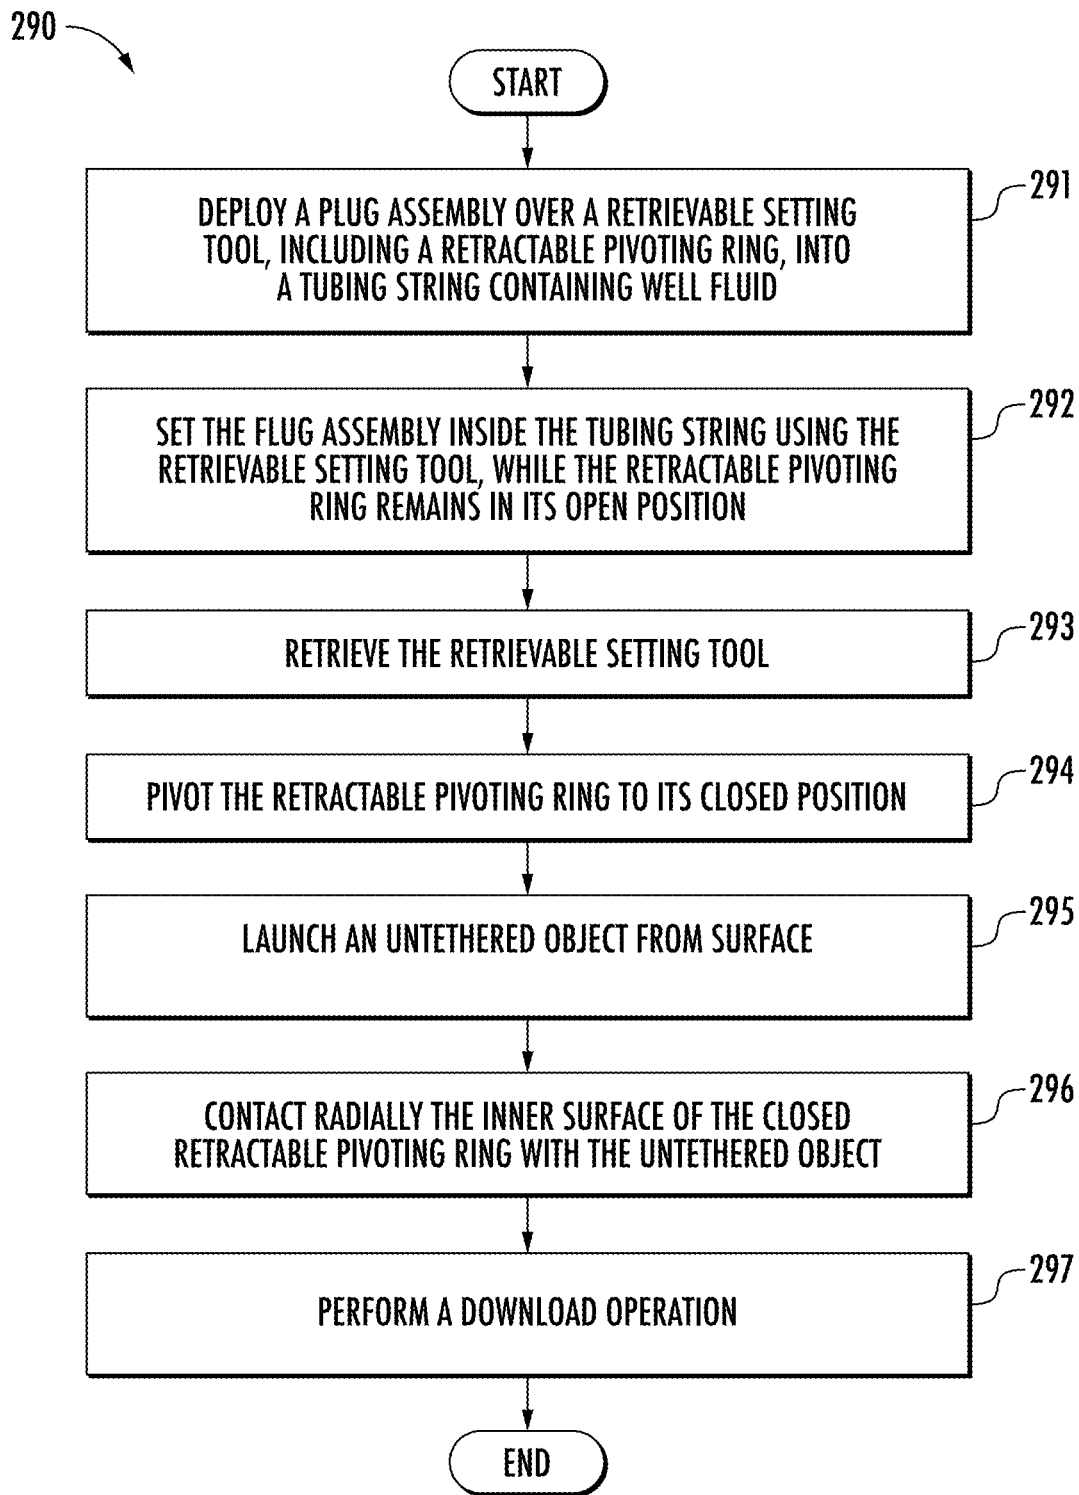 290
START
291
DEPLOY A PLUG ASSEMBLY OVER A RETRIEVABLE SETTING
TOOL, INCLUDING A RETRACTABLE PIVOTING RING, INTO
A TUBING STRING CONTAINING WELL FLUID
292
SET THE FLUG ASSEMBLY INSIDE THE TUBING STRING USING THE
RETRIEVABLE SETTING TOOL, WHILE THE RETRACTABLE PIVOTING
RING REMAINS IN ITS OPEN POSITION
293
RETRIEVE THE RETRIEVABLE SETTING TOOL
294
PIVOT THE RETRACTABLE PIVOTING RING TO ITS CLOSED POSITION
295
LAUNCH AN UNTETHERED OBJECT FROM SURFACE
296
CONTACT RADIALLY THE INNER SURFACE OF THE CLOSED
RETRACTABLE PIVOTING RING WITH THE UNTETHERED OBJECT
297
PERFORM A DOWNLOAD OPERATION
END